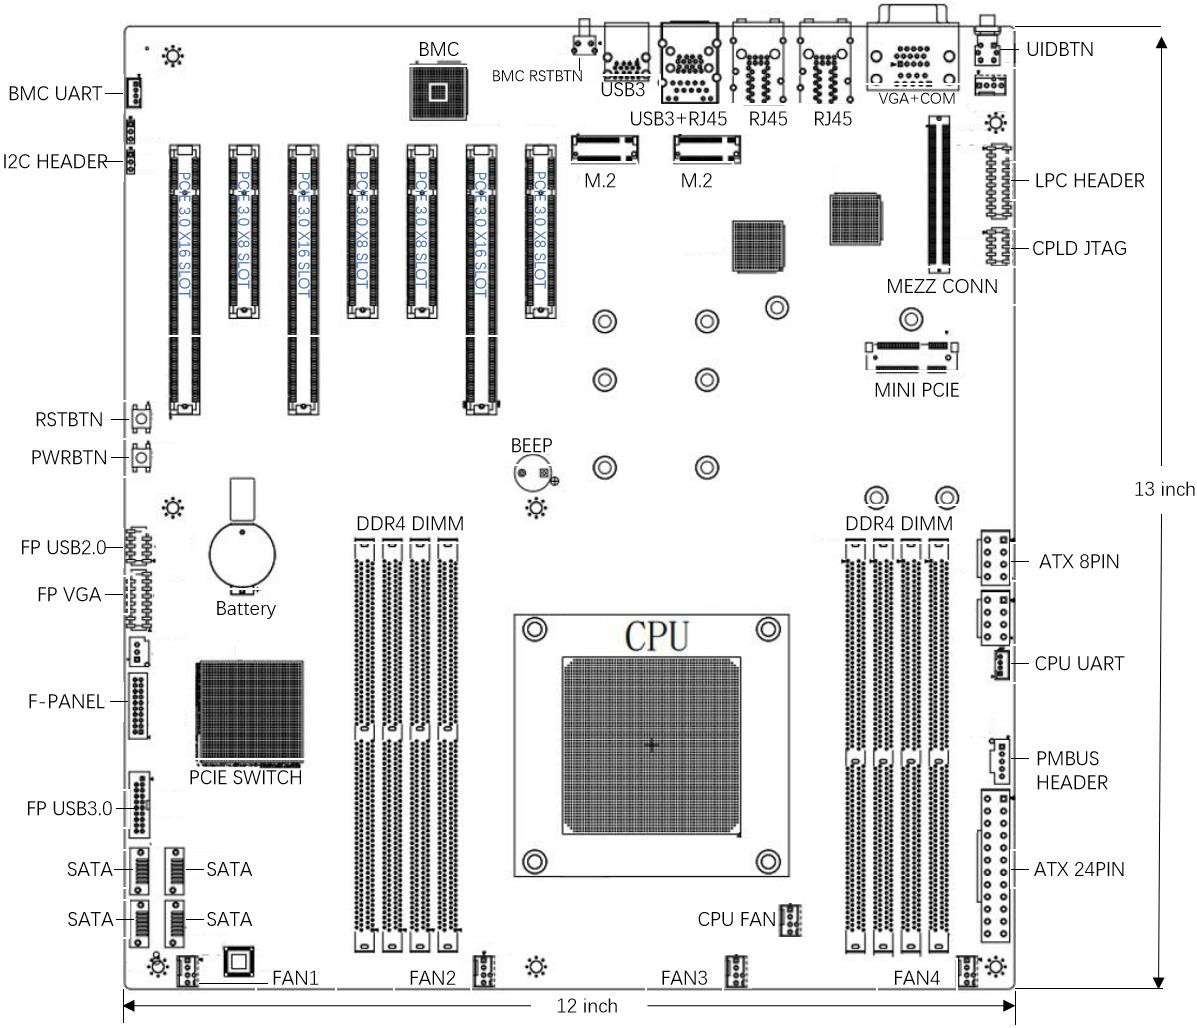 BMC
UIDBTN
BMC RSTBTN
USB3
BMC UART
VGA+COM
USB3+RJ45
RJ45
RJ45
I2C HEADER
M.2
M.2
LPC HEADER
PCIE 3.0 X16 SLOT
PCIE 3.0 X8 SLOT
PCIE 3.0 X16 SLOT
PCIE 3.0 X8 SLOT
PCIE 3.0 X8 SLOT
PCIE 3.0 X16 SLOT
PCIE 3.0 X8 SLOT
CPLD JTAG
MEZZ CONN
MINI PCIE
RSTBTN
PWRBTN
BEEP
13 inch
DDR4 DIMM
DDR4 DIMM
FP USB2.0
ATX 8PIN
FP VGA
Battery
CPU
CPU UART
F-PANEL
PCIE SWITCH
PMBUS
HEADER
FP USB3.0
SATA
SATA
ATX 24PIN
SATA
SATA
CPU FAN
FAN1
FAN2
FAN3
FAN4
12 inch